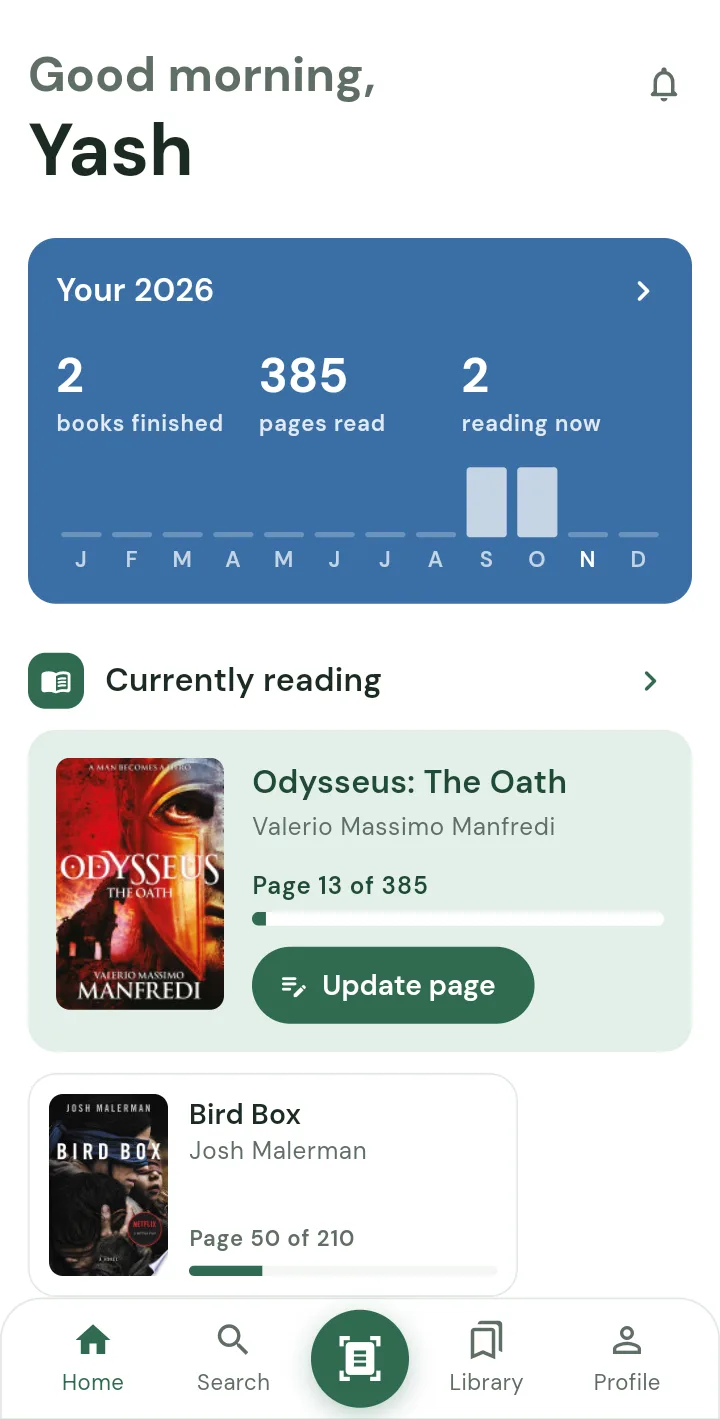 Good morning,
Yash
Your 2026
2 385 2
books finished pages read reading now
J F M A M J J A S O N D
Currently reading
A MAN BECOMES A HERO
ODYSSEUS
THE OATH
VALERIO MASSIMO
MANFREDI
Odysseus: The Oath
Valerio Massimo Manfredi
Page 13 of 385
Update page
JOSH MALERMAN
BIRD BOX
NETFLIX
A NOVEL
Bird Box
Josh Malerman
Page 50 of 210
Home Search Library Profile